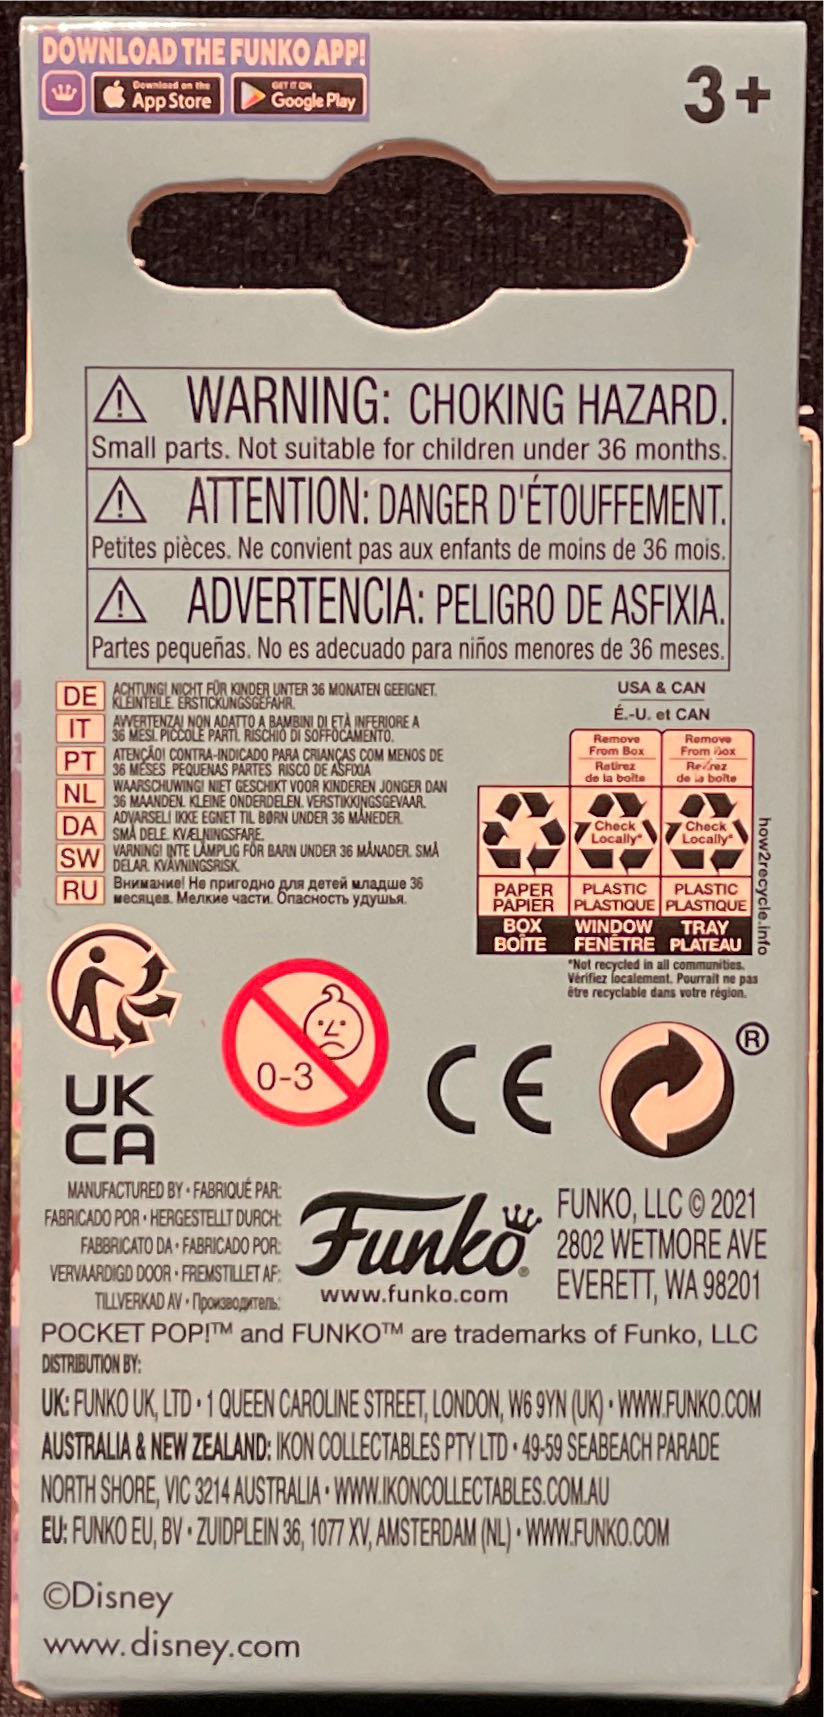 DOWNLOAD THE FUNKO APP!
Download on the
App Store
GET IT ON
Google Play
3+
WARNING: CHOKING HAZARD.
Small parts. Not suitable for children under 36 months.
ATTENTION: DANGER D'ÉTOUFFEMENT.
Petites pièces. Ne convient pas aux enfants de moins de 36 mois.
ADVERTENCIA: PELIGRO DE ASFIXIA.
Partes pequeñas. No es adecuado para niños menores de 36 meses.
DE ACHTUNG! NICHT FÜR KINDER UNTER 36 MONATEN GEEIGNET.
KLEINTEILE. ERSTICKUNGSGEFAHR.
IT AVVERTENZA! NON ADATTO A BAMBINI DI ETÀ INFERIORE A
36 MESI. PICCOLE PARTI. RISCHIO DI SOFFOCAMENTO.
PT ATENÇÃO! CONTRA-INDICADO PARA CRIANÇAS COM MENOS DE
36 MESES PEQUENAS PARTES RISCO DE ASFIXIA
NL WAARSCHUWING! NIET GESCHIKT VOOR KINDEREN JONGER DAN
36 MAANDEN. KLEINE ONDERDELEN. VERSTIKKINGSGEVAAR.
DA ADVARSEL! IKKE EGNET TIL BØRN UNDER 36 MÅNEDER.
SMÅ DELE. KVÆLNINGSFARE.
SW VARNING! INTE LÄMPLIG FÖR BARN UNDER 36 MÅNADER. SMÅ
DELAR. KVÄVNINGSRISK.
RU Внимание! Не пригодно для детей младше 36
месяцев. Мелкие части. Опасность удушья.
USA & CAN
É.-U. et CAN
Remove
From Box
Retirez
de la boîte
Remove
From Box
Retirez
de la boîte
Check
Locally*
Check
Locally*
PAPER
PAPIER
PLASTIC
PLASTIQUE
PLASTIC
PLASTIQUE
BOX
BOÎTE
WINDOW
FENÊTRE
TRAY
PLATEAU
how2recycle.info
*Not recycled in all communities.
Vérifiez localement. Pourrait ne pas
être recyclable dans votre région.
0-3
CE
®
UK
CA
MANUFACTURED BY • FABRIQUÉ PAR:
FABRICADO POR • HERGESTELLT DURCH:
FABBRICATO DA • FABRICADO POR:
VERVAARDIGD DOOR • FREMSTILLET AF:
TILLVERKAD AV • Производитель:
Funko®
www.funko.com
FUNKO, LLC © 2021
2802 WETMORE AVE
EVERETT, WA 98201
POCKET POP!™ and FUNKO™ are trademarks of Funko, LLC
DISTRIBUTION BY:
UK: FUNKO UK, LTD • 1 QUEEN CAROLINE STREET, LONDON, W6 9YN (UK) • WWW.FUNKO.COM
AUSTRALIA & NEW ZEALAND: IKON COLLECTABLES PTY LTD • 49-59 SEABEACH PARADE
NORTH SHORE, VIC 3214 AUSTRALIA • WWW.IKONCOLLECTABLES.COM.AU
EU: FUNKO EU, BV • ZUIDPLEIN 36, 1077 XV, AMSTERDAM (NL) • WWW.FUNKO.COM
©Disney
www.disney.com